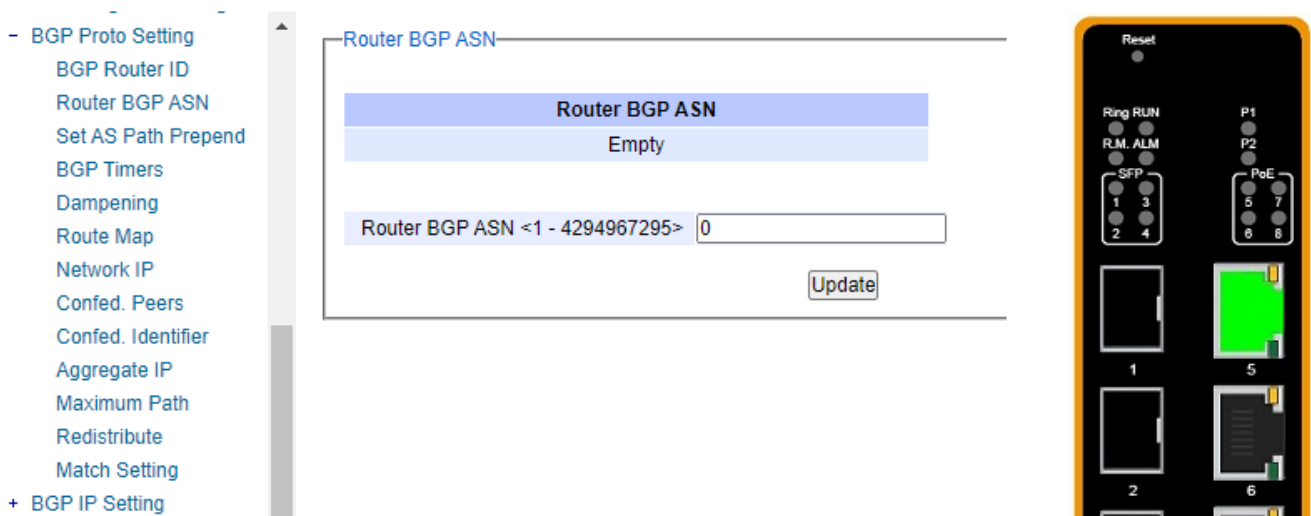 - BGP Proto Setting
BGP Router ID
Router BGP ASN
Set AS Path Prepend
BGP Timers
Dampening
Route Map
Network IP
Confed. Peers
Confed. Identifier
Aggregate IP
Maximum Path
Redistribute
Match Setting
+ BGP IP Setting
Router BGP ASN
Router BGP ASN
Empty
Router BGP ASN <1 - 4294967295> 0
Update
Reset
Ring RUN P1
R.M. ALM P2
SFP PoE
1 3 5 7
2 4 6 8
1 5
2 6